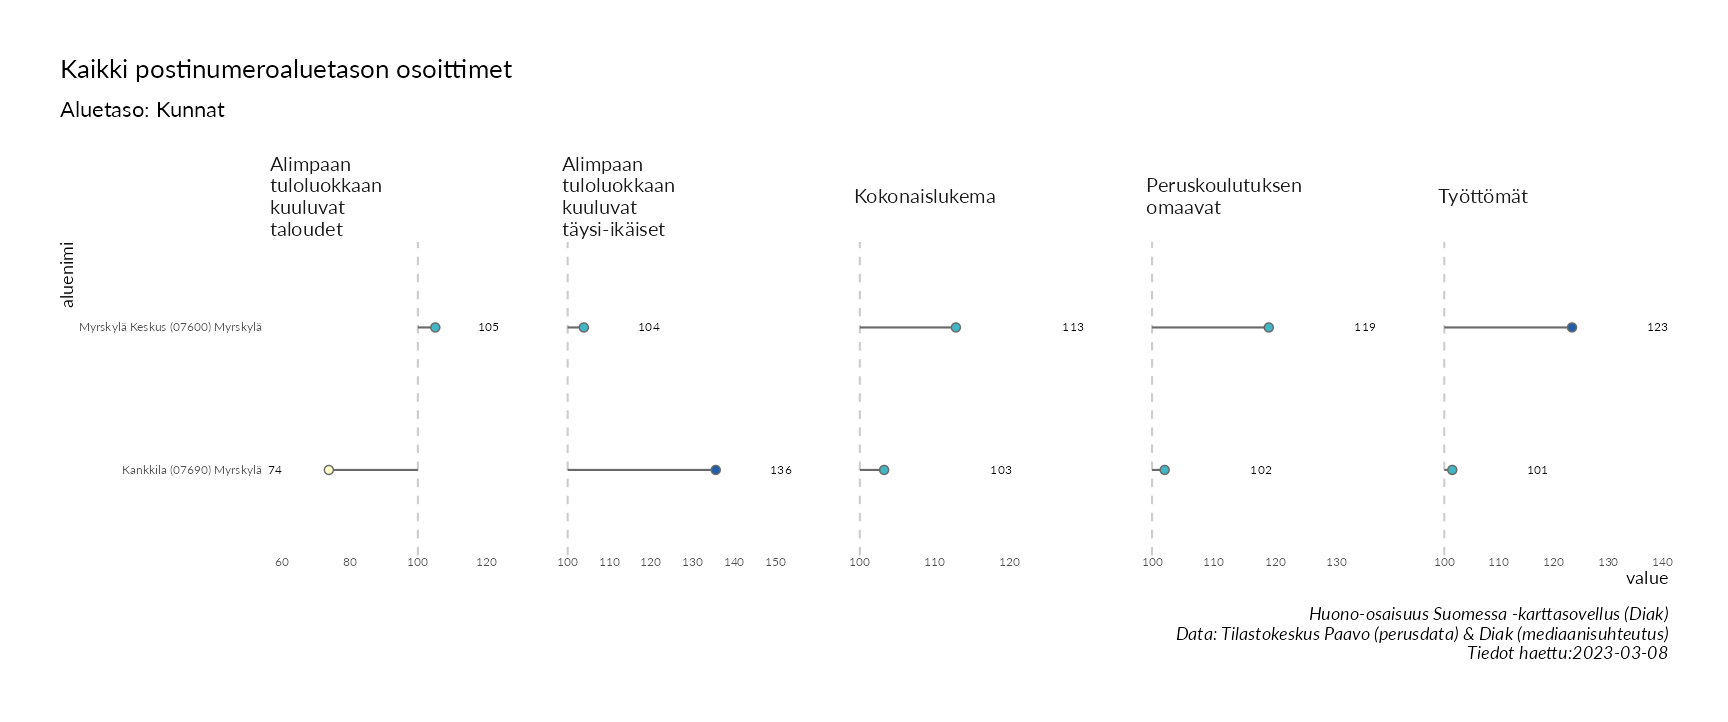 Kaikki postinumeroaluetason osoittimet
Aluetaso: Kunnat
Alimpaan
tuloluokkaan
kuuluvat
taloudet
Alimpaan
tuloluokkaan
kuuluvat
täysi-ikäiset
Kokonaislukema
Peruskoulutuksen
omaavat
Työttömät
aluenimi
Myrskylä Keskus (07600) Myrskylä 105 104 113 119 123
Kankkila (07690) Myrskylä 74 136 103 102 101
60 80 100 120 100 110 120 130 140 150 100 110 120 100 110 120 130 100 110 120 130 140
value
Huono-osaisuus Suomessa -karttasovellus (Diak)
Data: Tilastokeskus Paavo (perusdata) & Diak (mediaanisuhteutus)
Tiedot haettu:2023-03-08